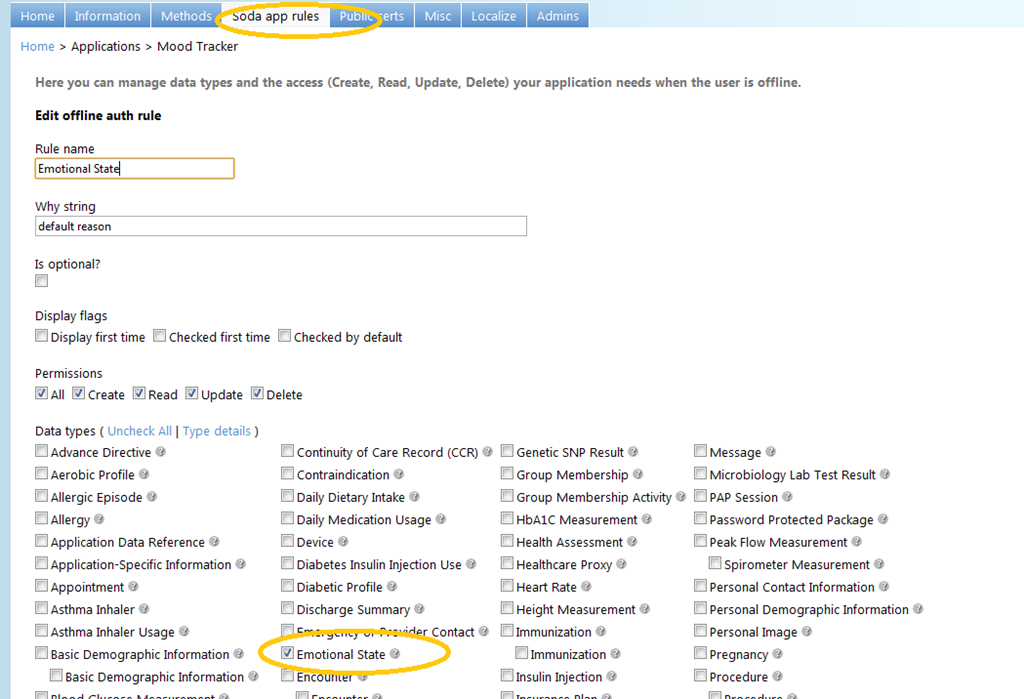 Home Information Methods Soda app rules Public certs Misc Localize Admins
Home > Applications > Mood Tracker
Here you can manage data types and the access (Create, Read, Update, Delete) your application needs when the user is offline.
Edit offline auth rule
Rule name
Emotional State
Why string
default reason
Is optional?
Display flags
Display first time Checked first time Checked by default
Permissions
All Create Read Update Delete
Data types ( Uncheck All | Type details )
Advance Directive Continuity of Care Record (CCR) Genetic SNP Result Message
Aerobic Profile Contraindication Group Membership Microbiology Lab Test Result
Allergic Episode Daily Dietary Intake Group Membership Activity PAP Session
Allergy Daily Medication Usage HbA1C Measurement Password Protected Package
Application Data Reference Device Health Assessment Peak Flow Measurement
Application-Specific Information Diabetes Insulin Injection Use Healthcare Proxy Spirometer Measurement
Appointment Diabetic Profile Heart Rate Personal Contact Information
Asthma Inhaler Discharge Summary Height Measurement Personal Demographic Information
Asthma Inhaler Usage Emergency or Provider Contact Immunization Personal Image
Basic Demographic Information Emotional State Immunization Pregnancy
Basic Demographic Information Encounter Insulin Injection Procedure
Blood Glucose Measurement Encounter Insurance Plan Procedure